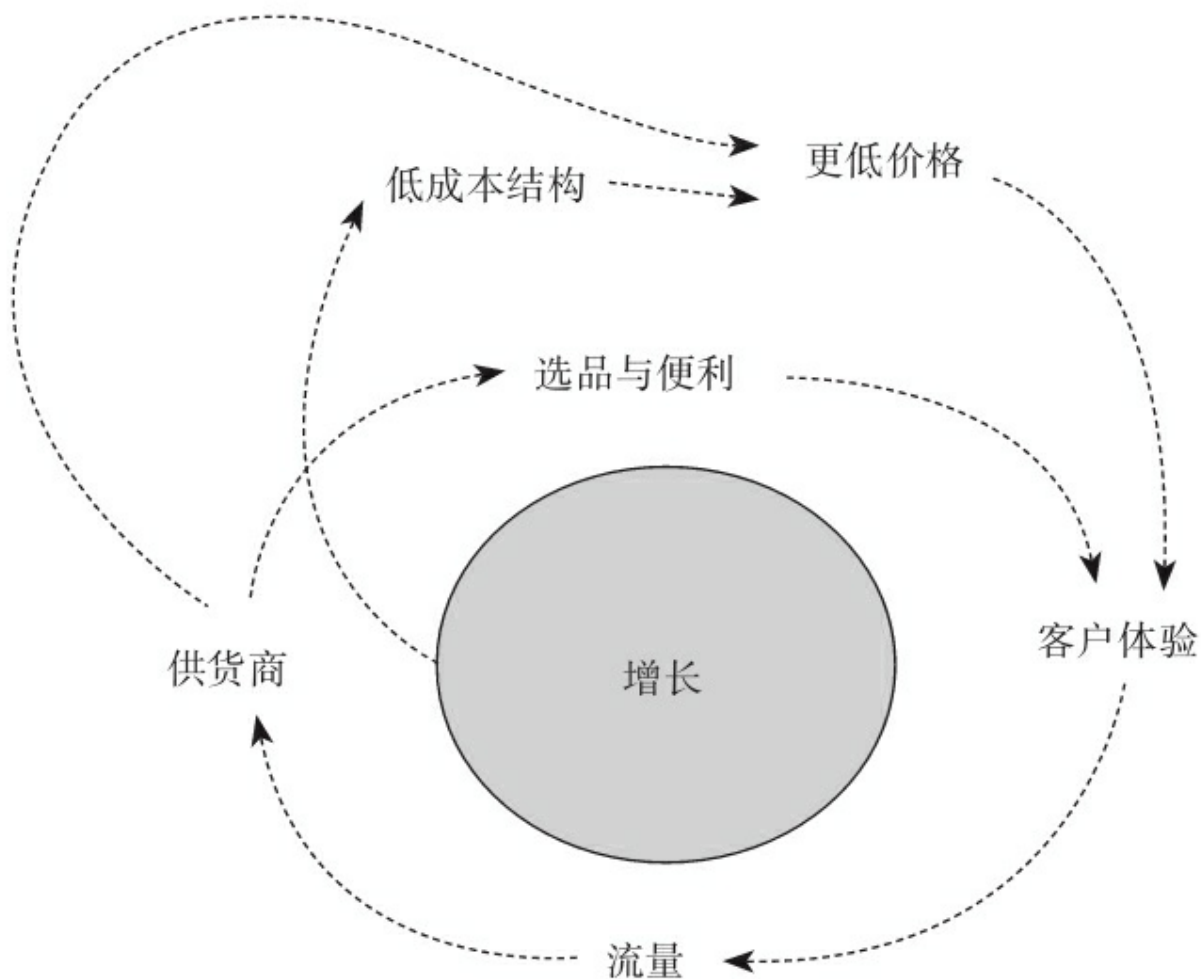 更低价格
低成本结构
选品与便利
客户体验
供货商
增长
流量